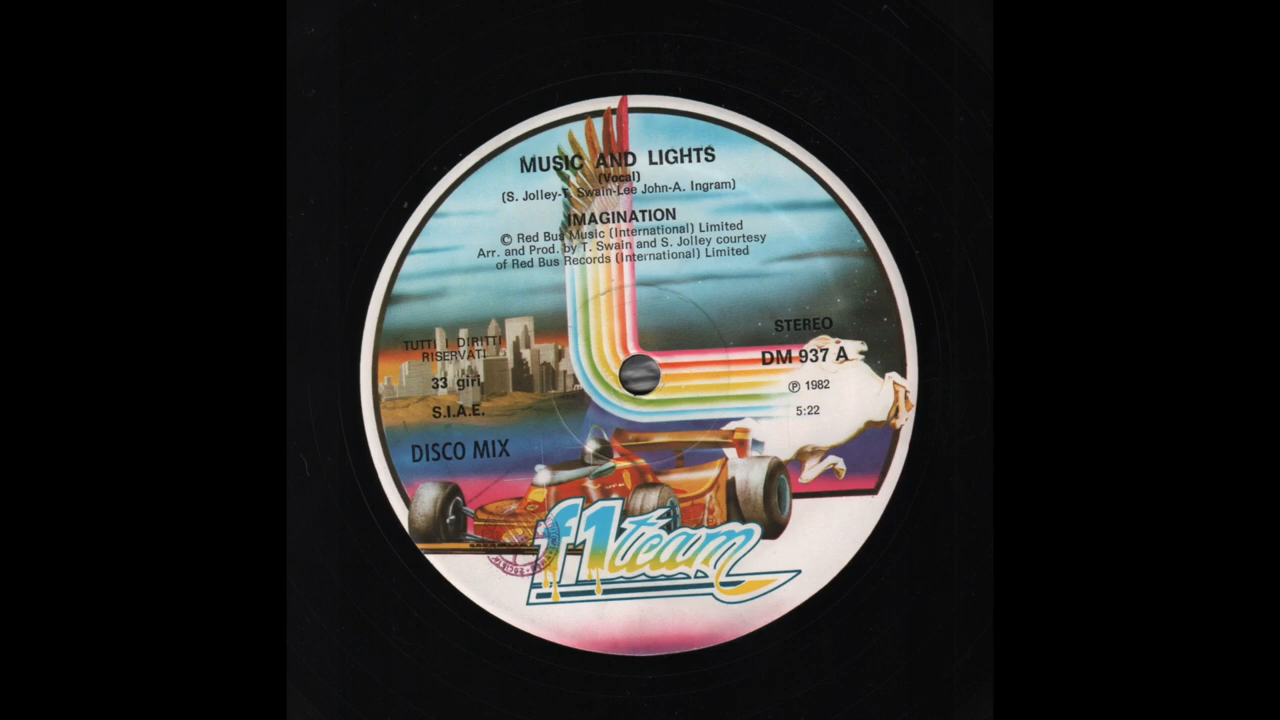 MUSIC AND LIGHTS
(Vocal)
(S. Jolley-T. Swain-Lee John-A. Ingram)
IMAGINATION
© Red Bus Music (International) Limited
Arr. and Prod. by T. Swain and S. Jolley courtesy
of Red Bus Records (International) Limited
TUTTI I DIRITTI
RISERVATI
33 giri
S.I.A.E.
DISCO MIX
STEREO
DM 937 A
℗ 1982
5:22
f1 team